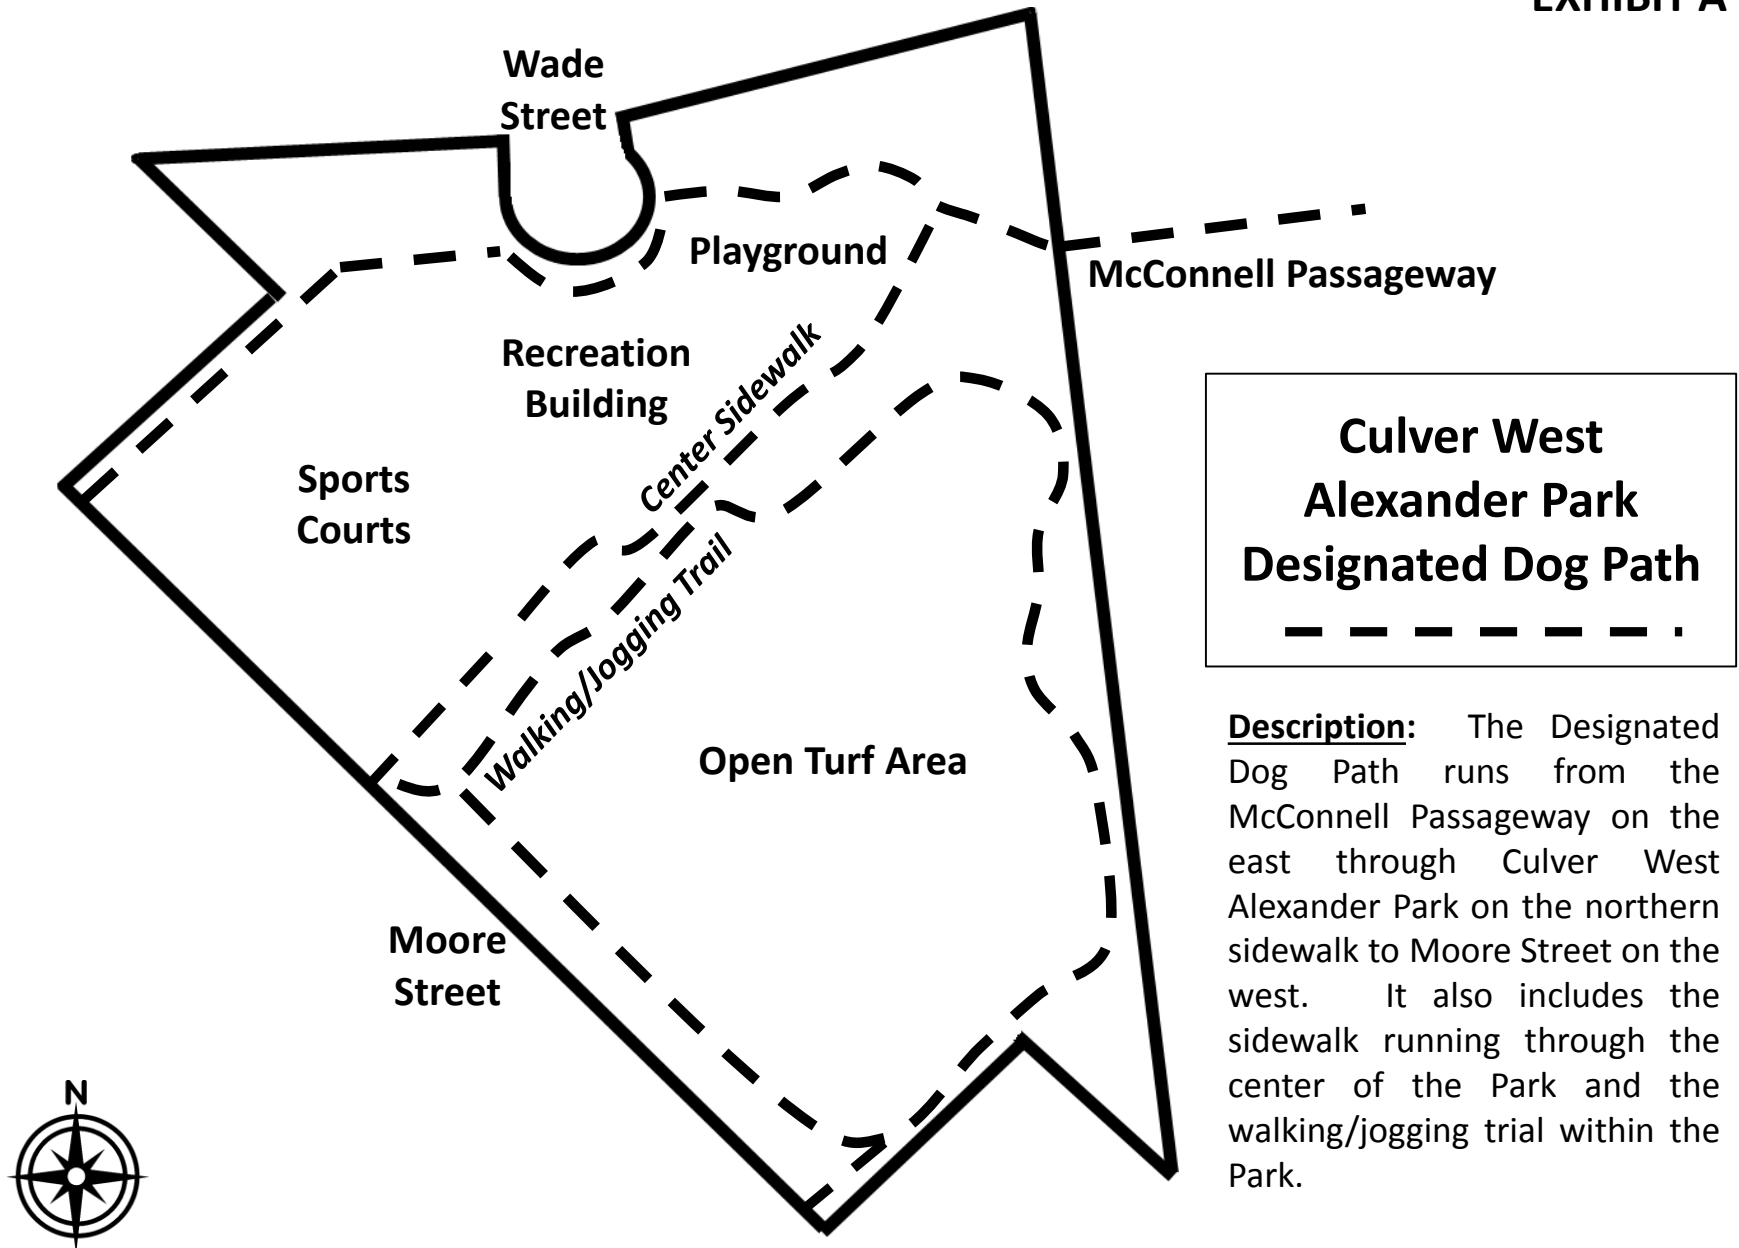 EXHIBIT A
Wade
Street
Playground
McConnell Passageway
Recreation
Building
Center Sidewalk
Sports
Courts
Walking/Jogging Trail
Open Turf Area
Moore
Street
N
Culver West
Alexander Park
Designated Dog Path
Description: The Designated
Dog Path runs from the
McConnell Passageway on the
east through Culver West
Alexander Park on the northern
sidewalk to Moore Street on the
west. It also includes the
sidewalk running through the
center of the Park and the
walking/jogging trial within the
Park.